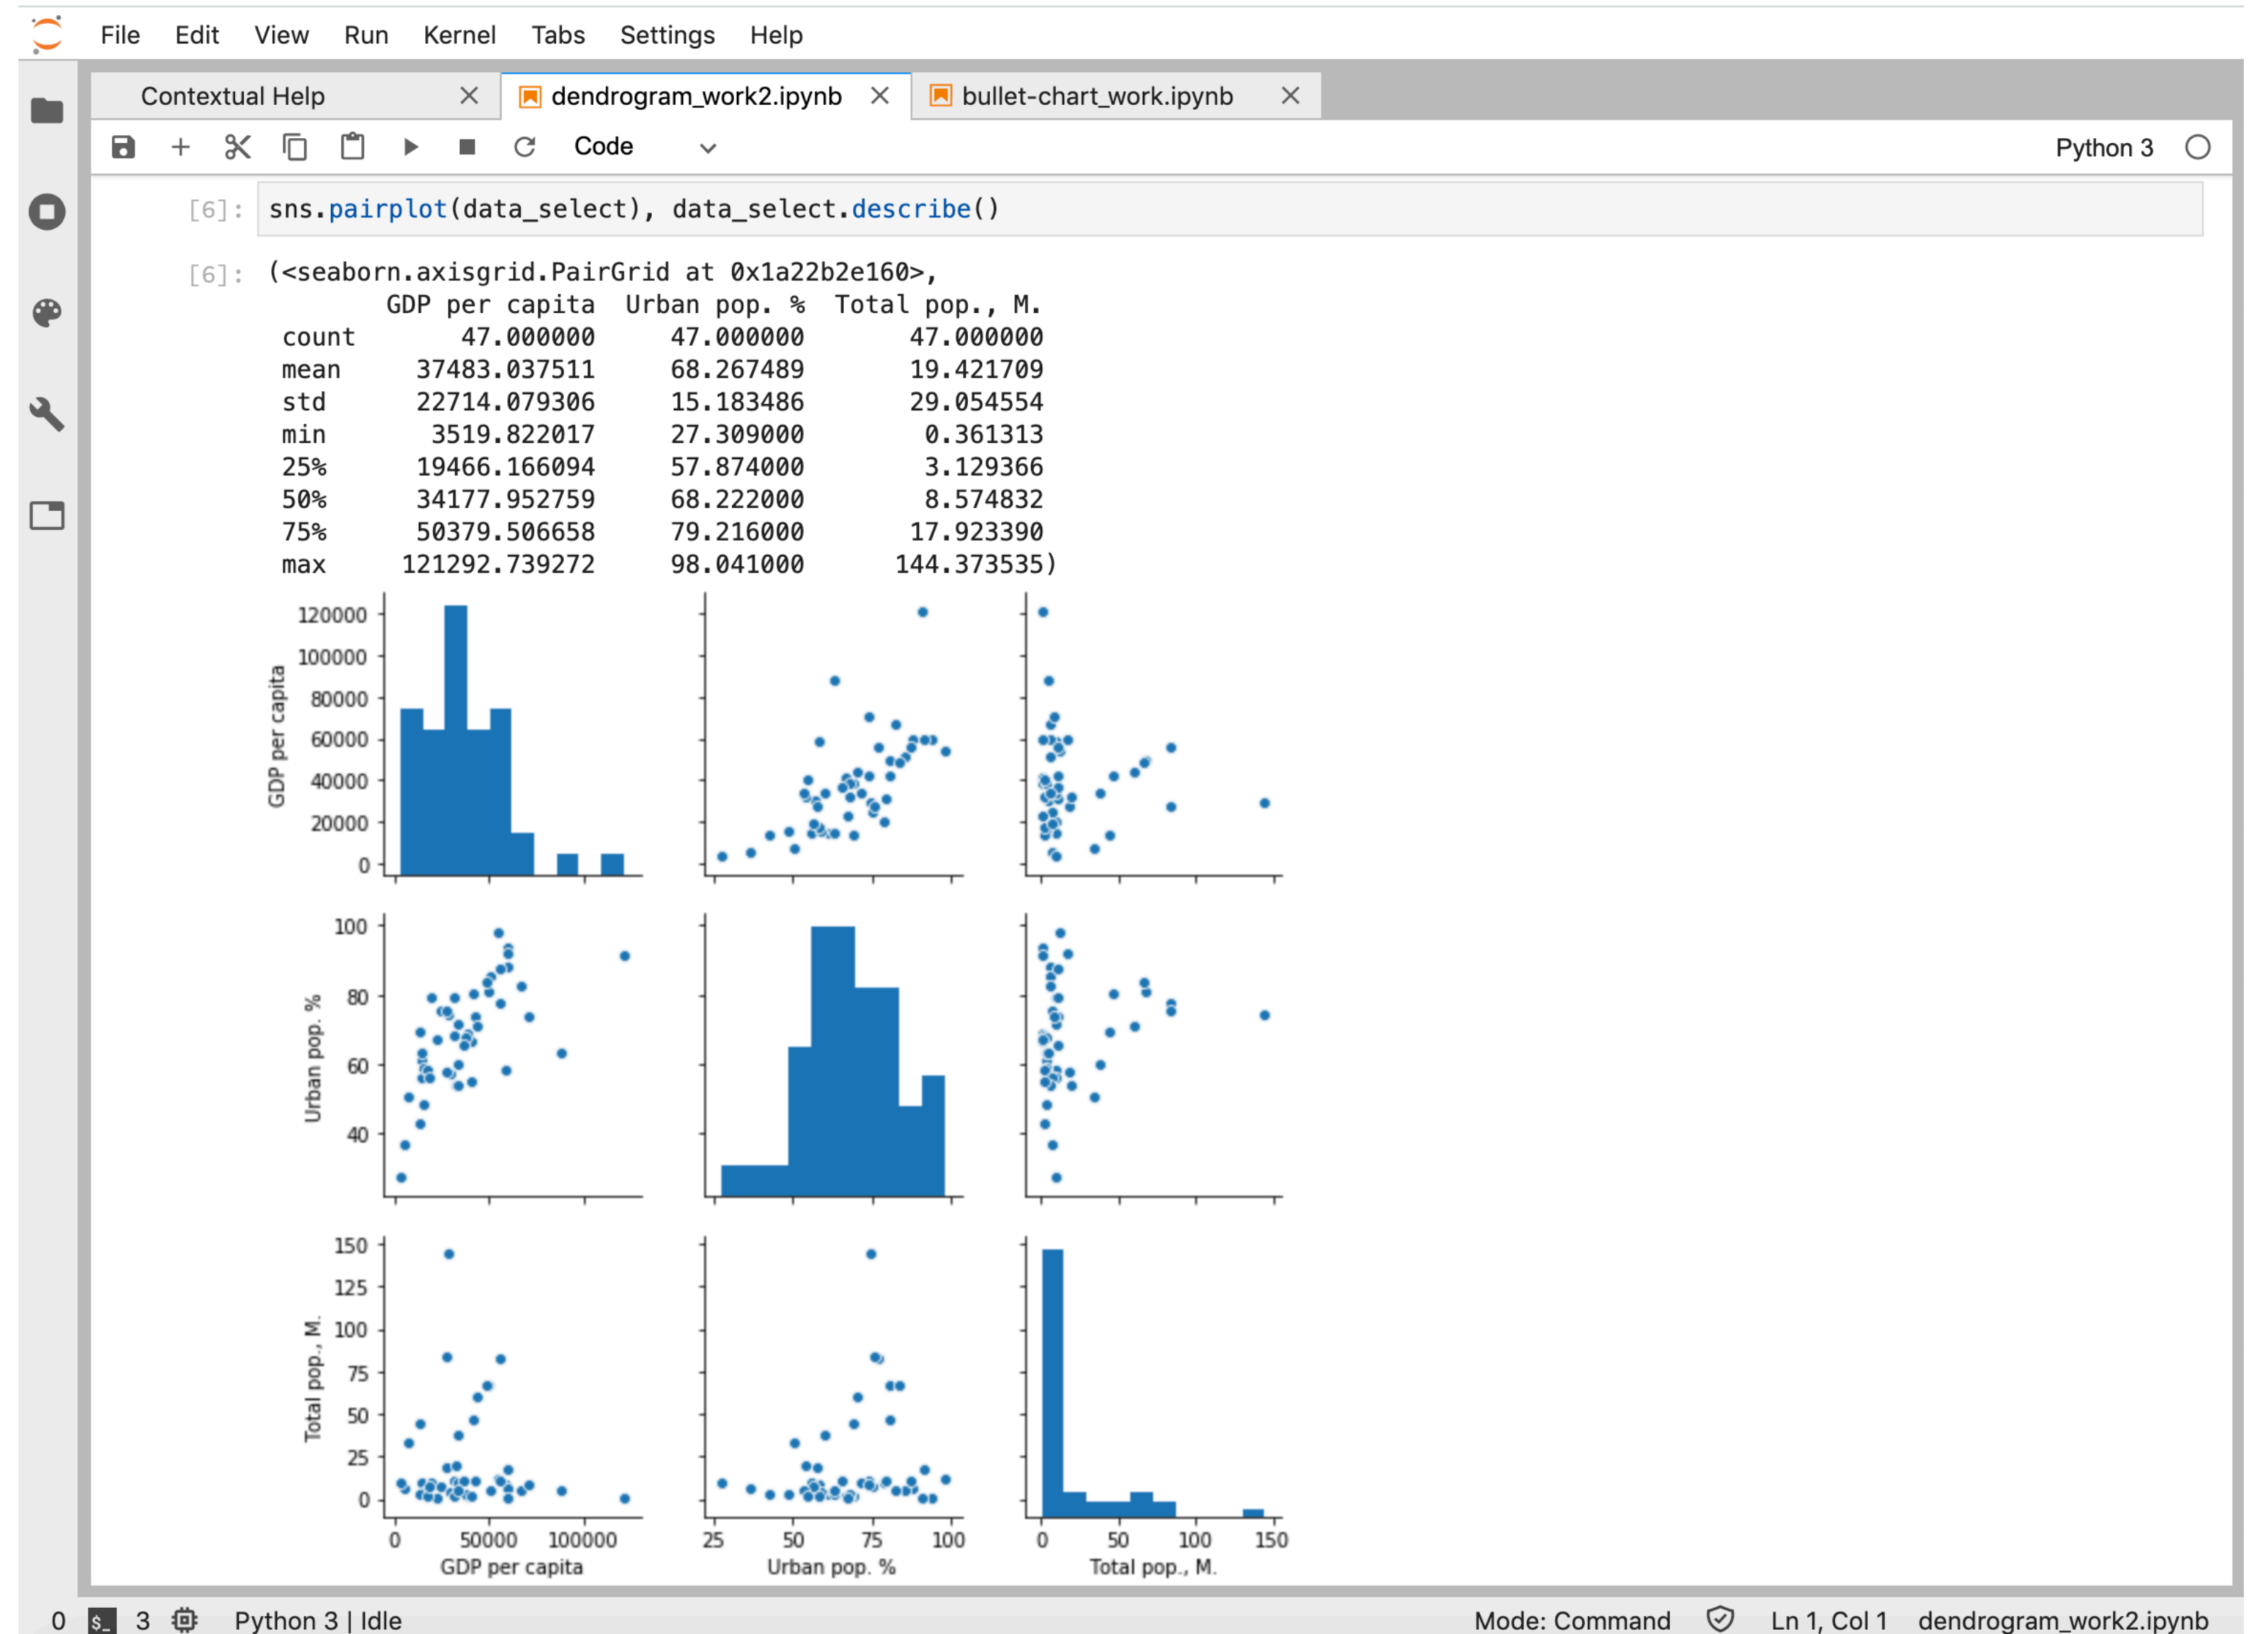 File Edit View Run Kernel Tabs Settings Help
Contextual Help dendrogram_work2.ipynb bullet-chart_work.ipynb
Code Python 3
[6]: sns.pairplot(data_select), data_select.describe()
[6]: (<seaborn.axisgrid.PairGrid at 0x1a22b2e160>,
GDP per capita Urban pop. % Total pop., M.
count 47.000000 47.000000 47.000000
mean 37483.037511 68.267489 19.421709
std 22714.079306 15.183486 29.054554
min 3519.822017 27.309000 0.361313
25% 19466.166094 57.874000 3.129366
50% 34177.952759 68.222000 8.574832
75% 50379.506658 79.216000 17.923390
max 121292.739272 98.041000 144.373535)
GDP per capita
120000
100000
80000
60000
40000
20000
0
Urban pop. %
100
80
60
40
Total pop., M.
150
125
100
75
50
25
0
0 50000 100000 25 50 75 100 0 50 100 150
GDP per capita Urban pop. % Total pop., M.
0 $_ 3 Python 3 | Idle Mode: Command Ln 1, Col 1 dendrogram_work2.ipynb